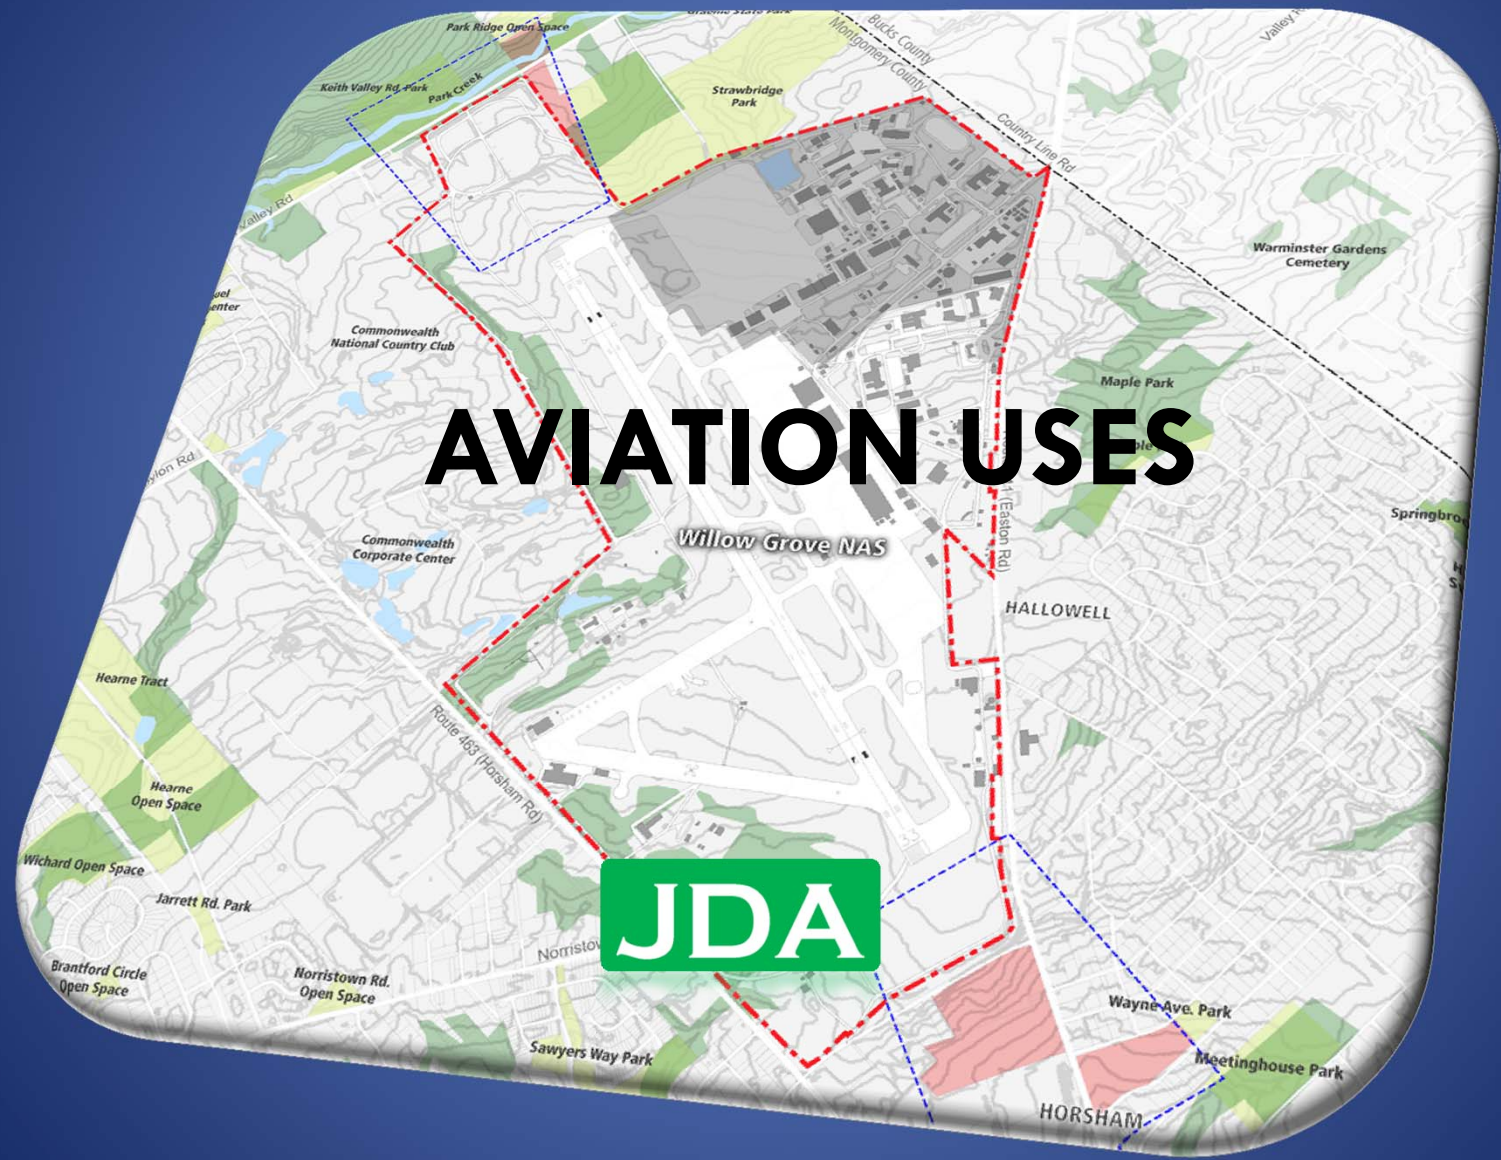 Park Ridge Open Space
Bucks County
Montgomery County
Keith Valley Rd. Park
Park Creek
Strawbridge
Park
Country Line Rd
Valley Rd
Warminster Gardens
Cemetery
Commonwealth
National Country Club
Maple Park
AVIATION USES
Willow Grove NAS
(Easton Rd)
Commonwealth
Corporate Center
HALLOWELL
Hearne Tract
Route 463 (Horsham Rd)
Hearne
Open Space
Wichard Open Space
Jarrett Rd. Park
JDA
Brantford Circle
Open Space
Norristown Rd.
Open Space
Wayne Ave. Park
Sawyers Way Park
Meetinghouse Park
HORSHAM